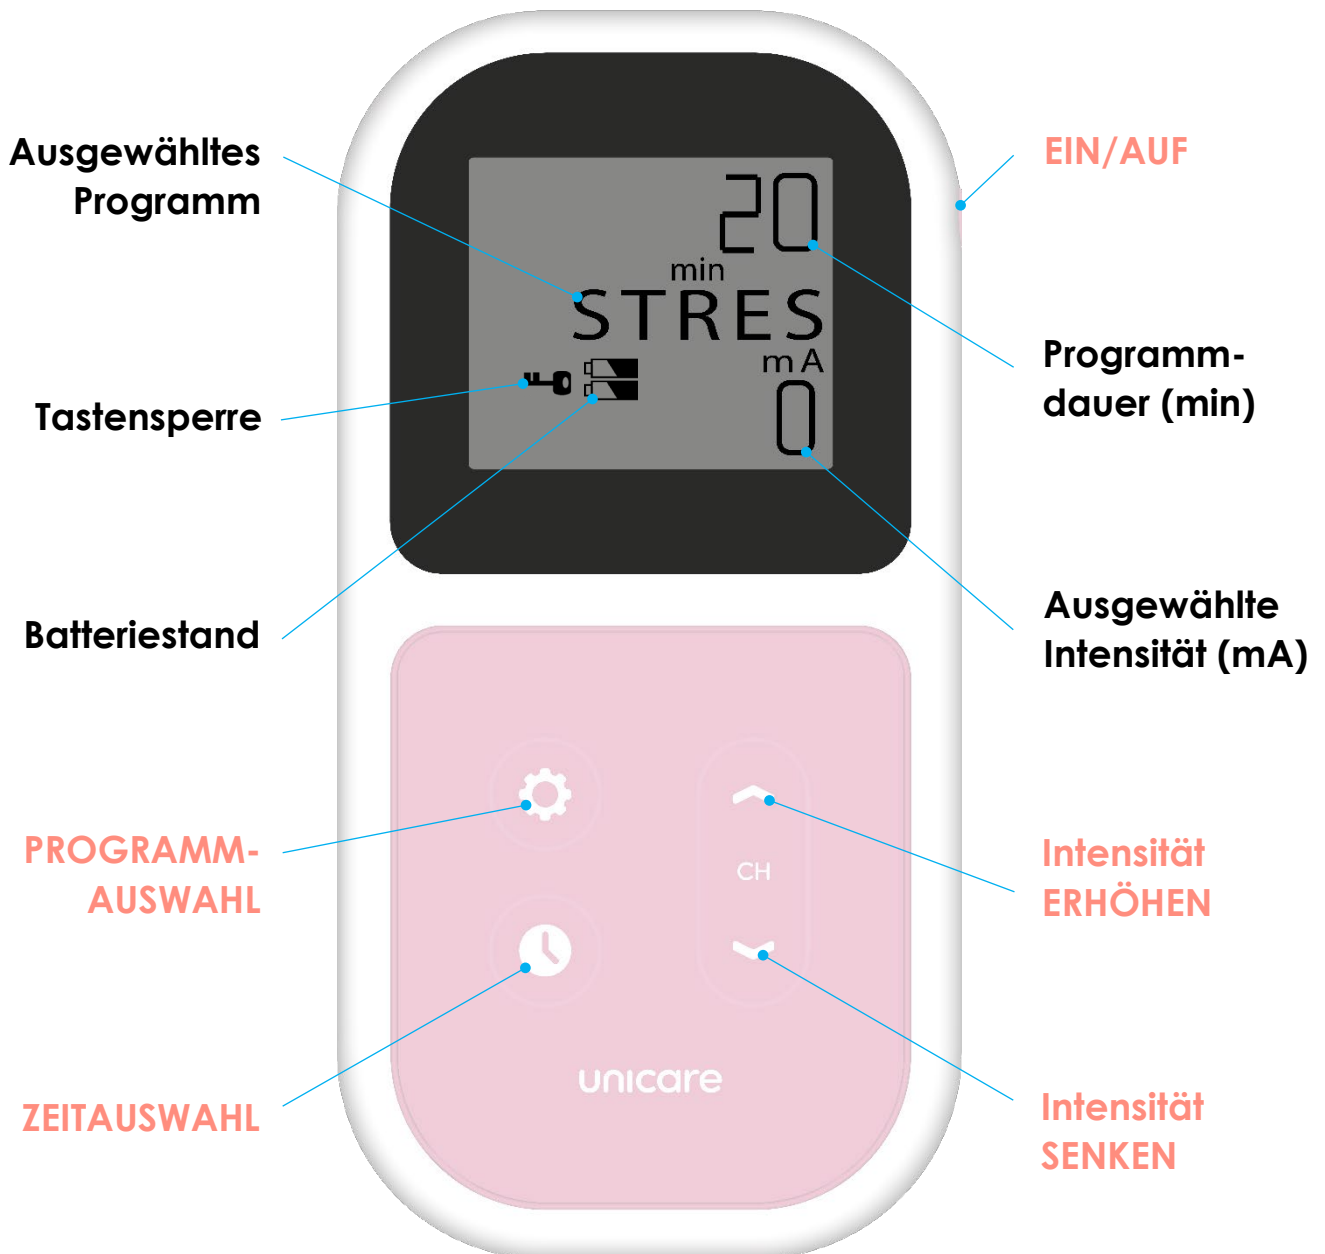 Ausgewähltes
Programm
Tastensperre
Batteriestand
PROGRAMM-
AUSWAHL
ZEITAUSWAHL
20
min
STRES
mA
0
CH
unicare
EIN/AUF
Programm-
dauer (min)
Ausgewählte
Intensität (mA)
Intensität
ERHÖHEN
Intensität
SENKEN